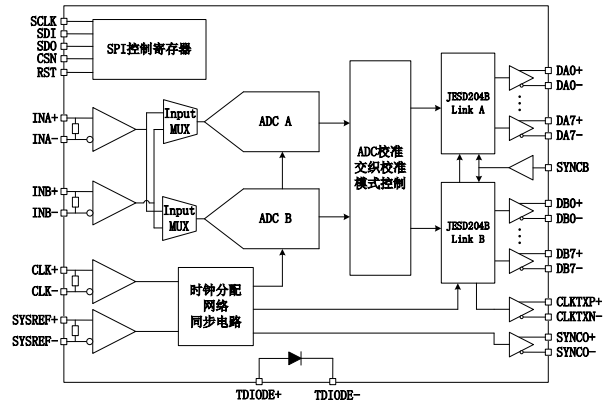 SCLK
SDI
SDO
CSN
RST
SPI控制寄存器
INA+
INA-
Input
MUX
ADC A
INB+
INB-
Input
MUX
ADC B
CLK+
CLK-
SYSREF+
SYSREF-
时钟分配
网络
同步电路
ADC校准
交织校准
模式控制
JESD204B
Link A
JESD204B
Link B
DA0+
DA0-
DA7+
DA7-
SYNCB
DB0+
DB0-
DB7+
DB7-
CLKTXP+
CLKTXN-
SYNCO+
SYNCO-
TDIODE+
TDIODE-